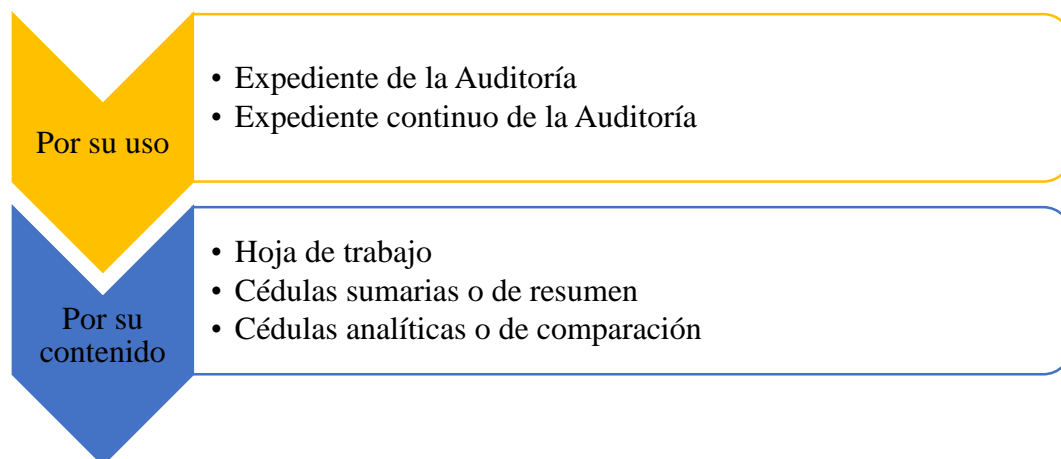 Por su uso
• Expediente de la Auditoría
• Expediente continuo de la Auditoría
Por su
contenido
• Hoja de trabajo
• Cédulas sumarias o de resumen
• Cédulas analíticas o de comparación